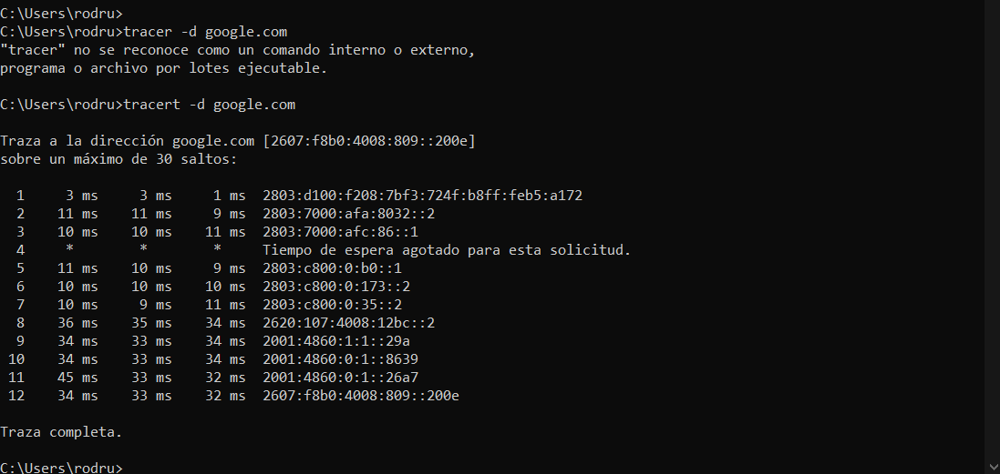 C:\Users\rodru>
C:\Users\rodru>tracer -d google.com
"tracer" no se reconoce como un comando interno o externo,
programa o archivo por lotes ejecutable.
C:\Users\rodru>tracert -d google.com
Traza a la dirección google.com [2607:f8b0:4008:809::200e]
sobre un máximo de 30 saltos:
1 3 ms 3 ms 1 ms 2803:d100:f208:7bf3:724f:b8ff:feb5:a172
2 11 ms 11 ms 9 ms 2803:7000:afa:8032::2
3 10 ms 10 ms 11 ms 2803:7000:afc:86::1
4 * * * Tiempo de espera agotado para esta solicitud.
5 11 ms 10 ms 9 ms 2803:c800:0:b0::1
6 10 ms 10 ms 10 ms 2803:c800:0:173::2
7 10 ms 9 ms 11 ms 2803:c800:0:35::2
8 36 ms 35 ms 34 ms 2620:107:4008:12bc::2
9 34 ms 33 ms 34 ms 2001:4860:1:1::29a
10 34 ms 33 ms 34 ms 2001:4860:0:1::8639
11 45 ms 33 ms 32 ms 2001:4860:0:1::26a7
12 34 ms 33 ms 32 ms 2607:f8b0:4008:809::200e
Traza completa.
C:\Users\rodru>